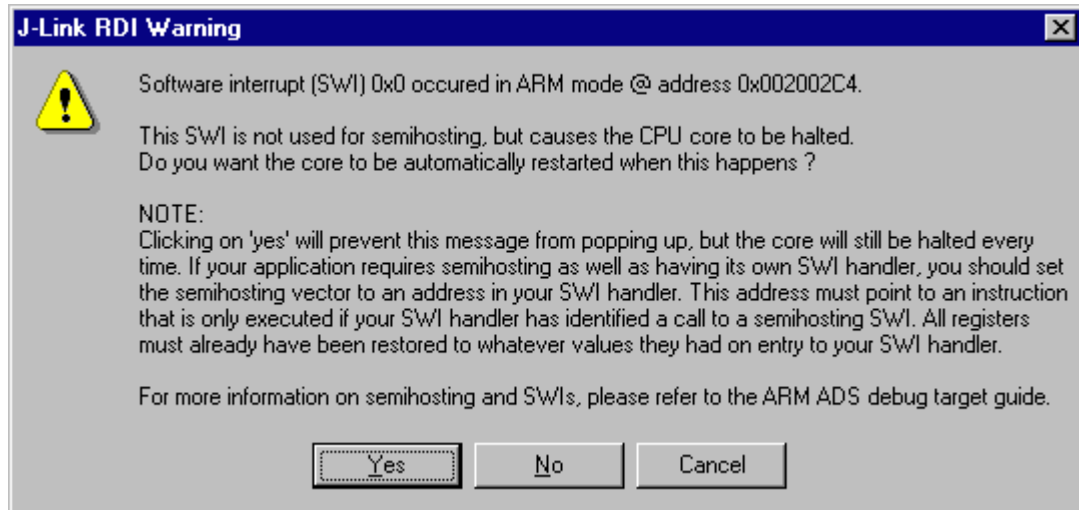 J-Link RDI Warning
Software interrupt (SWI) 0x0 occured in ARM mode @ address 0x002002C4.
This SWI is not used for semihosting, but causes the CPU core to be halted.
Do you want the core to be automatically restarted when this happens ?
NOTE:
Clicking on 'yes' will prevent this message from popping up, but the core will still be halted every
time. If your application requires semihosting as well as having its own SWI handler, you should set
the semihosting vector to an address in your SWI handler. This address must point to an instruction
that is only executed if your SWI handler has identified a call to a semihosting SWI. All registers
must already have been restored to whatever values they had on entry to your SWI handler.
For more information on semihosting and SWIs, please refer to the ARM ADS debug target guide.
Yes No Cancel